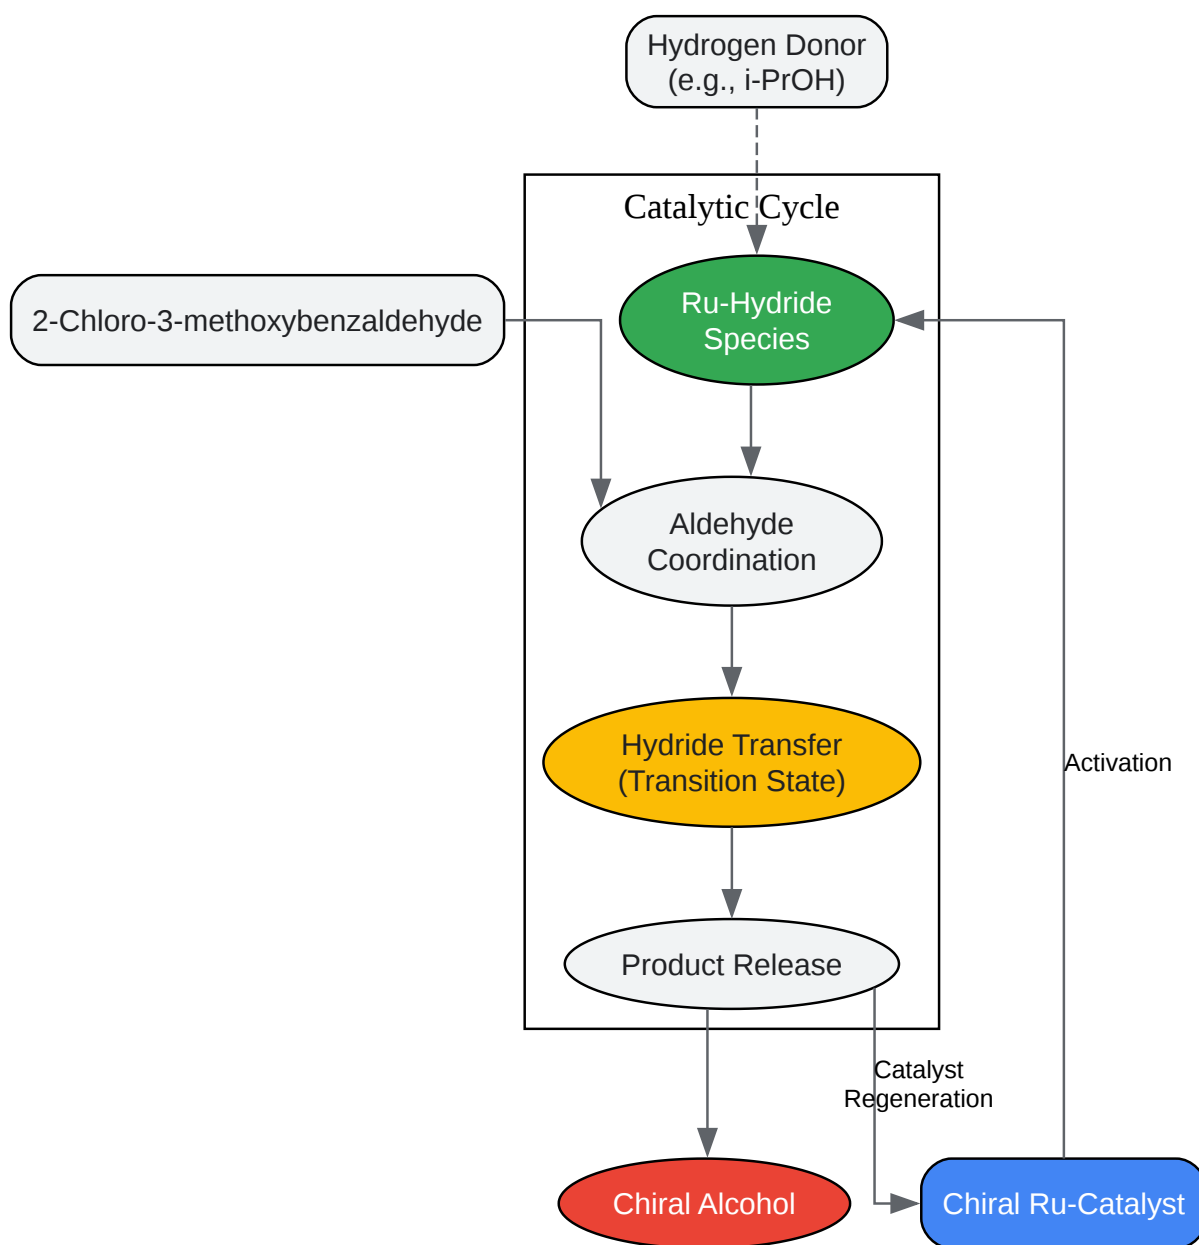 Hydrogen Donor
(e.g., i-PrOH)
Catalytic Cycle
Ru-Hydride
Species
2-Chloro-3-methoxybenzaldehyde
Aldehyde
Coordination
Hydride Transfer
(Transition State)
Activation
Product Release
Catalyst
Regeneration
Chiral Alcohol
Chiral Ru-Catalyst